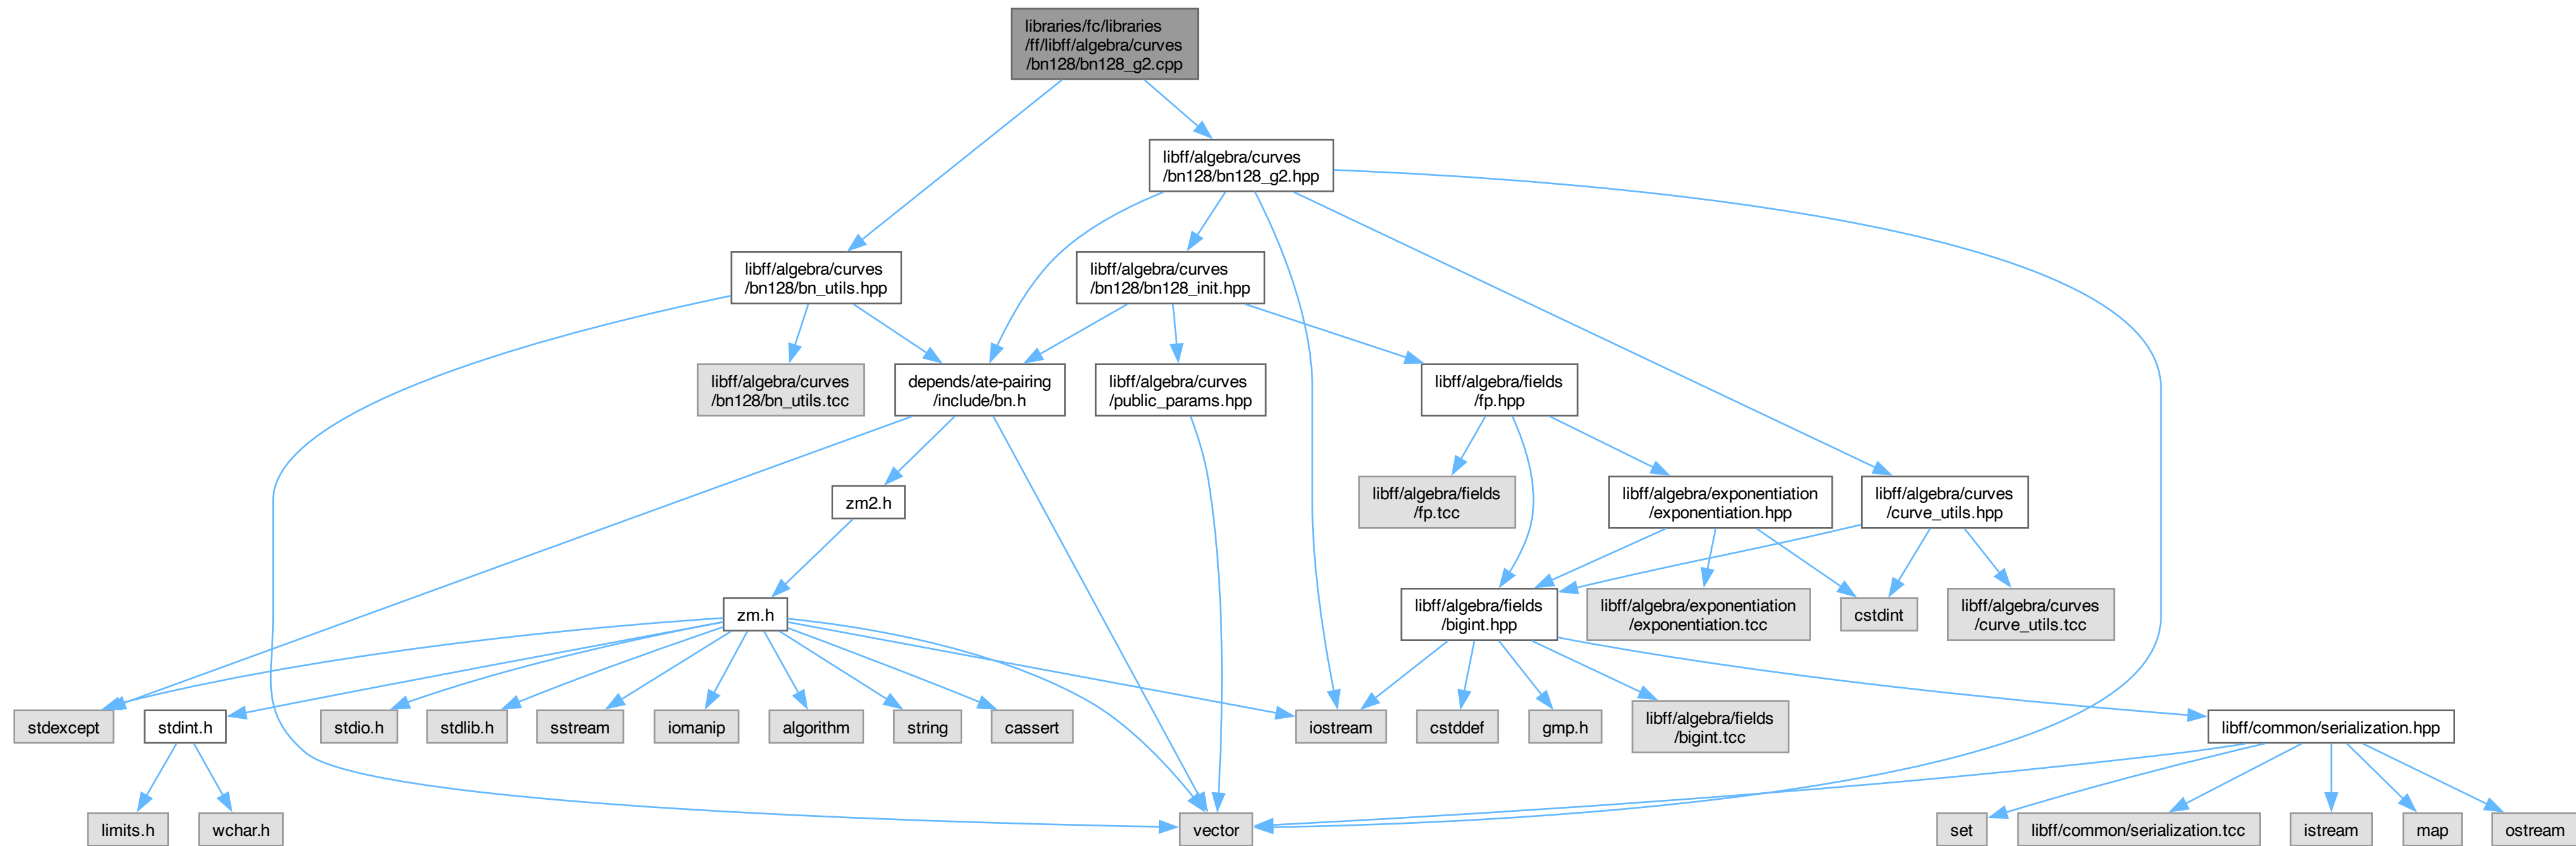 libraries/fc/libraries
/ff/libff/algebra/curves
/bn128/bn128_g2.cpp
libff/algebra/curves
/bn128/bn128_g2.hpp
libff/algebra/curves
/bn128/bn_utils.hpp
libff/algebra/curves
/bn128/bn128_init.hpp
libff/algebra/curves
/bn128/bn_utils.tcc
depends/ate-pairing
/include/bn.h
libff/algebra/curves
/public_params.hpp
libff/algebra/fields
/fp.hpp
zm2.h
libff/algebra/fields
/fp.tcc
libff/algebra/exponentiation
/exponentiation.hpp
libff/algebra/curves
/curve_utils.hpp
zm.h
libff/algebra/fields
/bigint.hpp
libff/algebra/exponentiation
/exponentiation.tcc
cstdint
libff/algebra/curves
/curve_utils.tcc
stdexcept
stdint.h
stdio.h
stdlib.h
sstream
iomanip
algorithm
string
cassert
iostream
cstddef
gmp.h
libff/algebra/fields
/bigint.tcc
libff/common/serialization.hpp
limits.h
wchar.h
vector
set
libff/common/serialization.tcc
istream
map
ostream